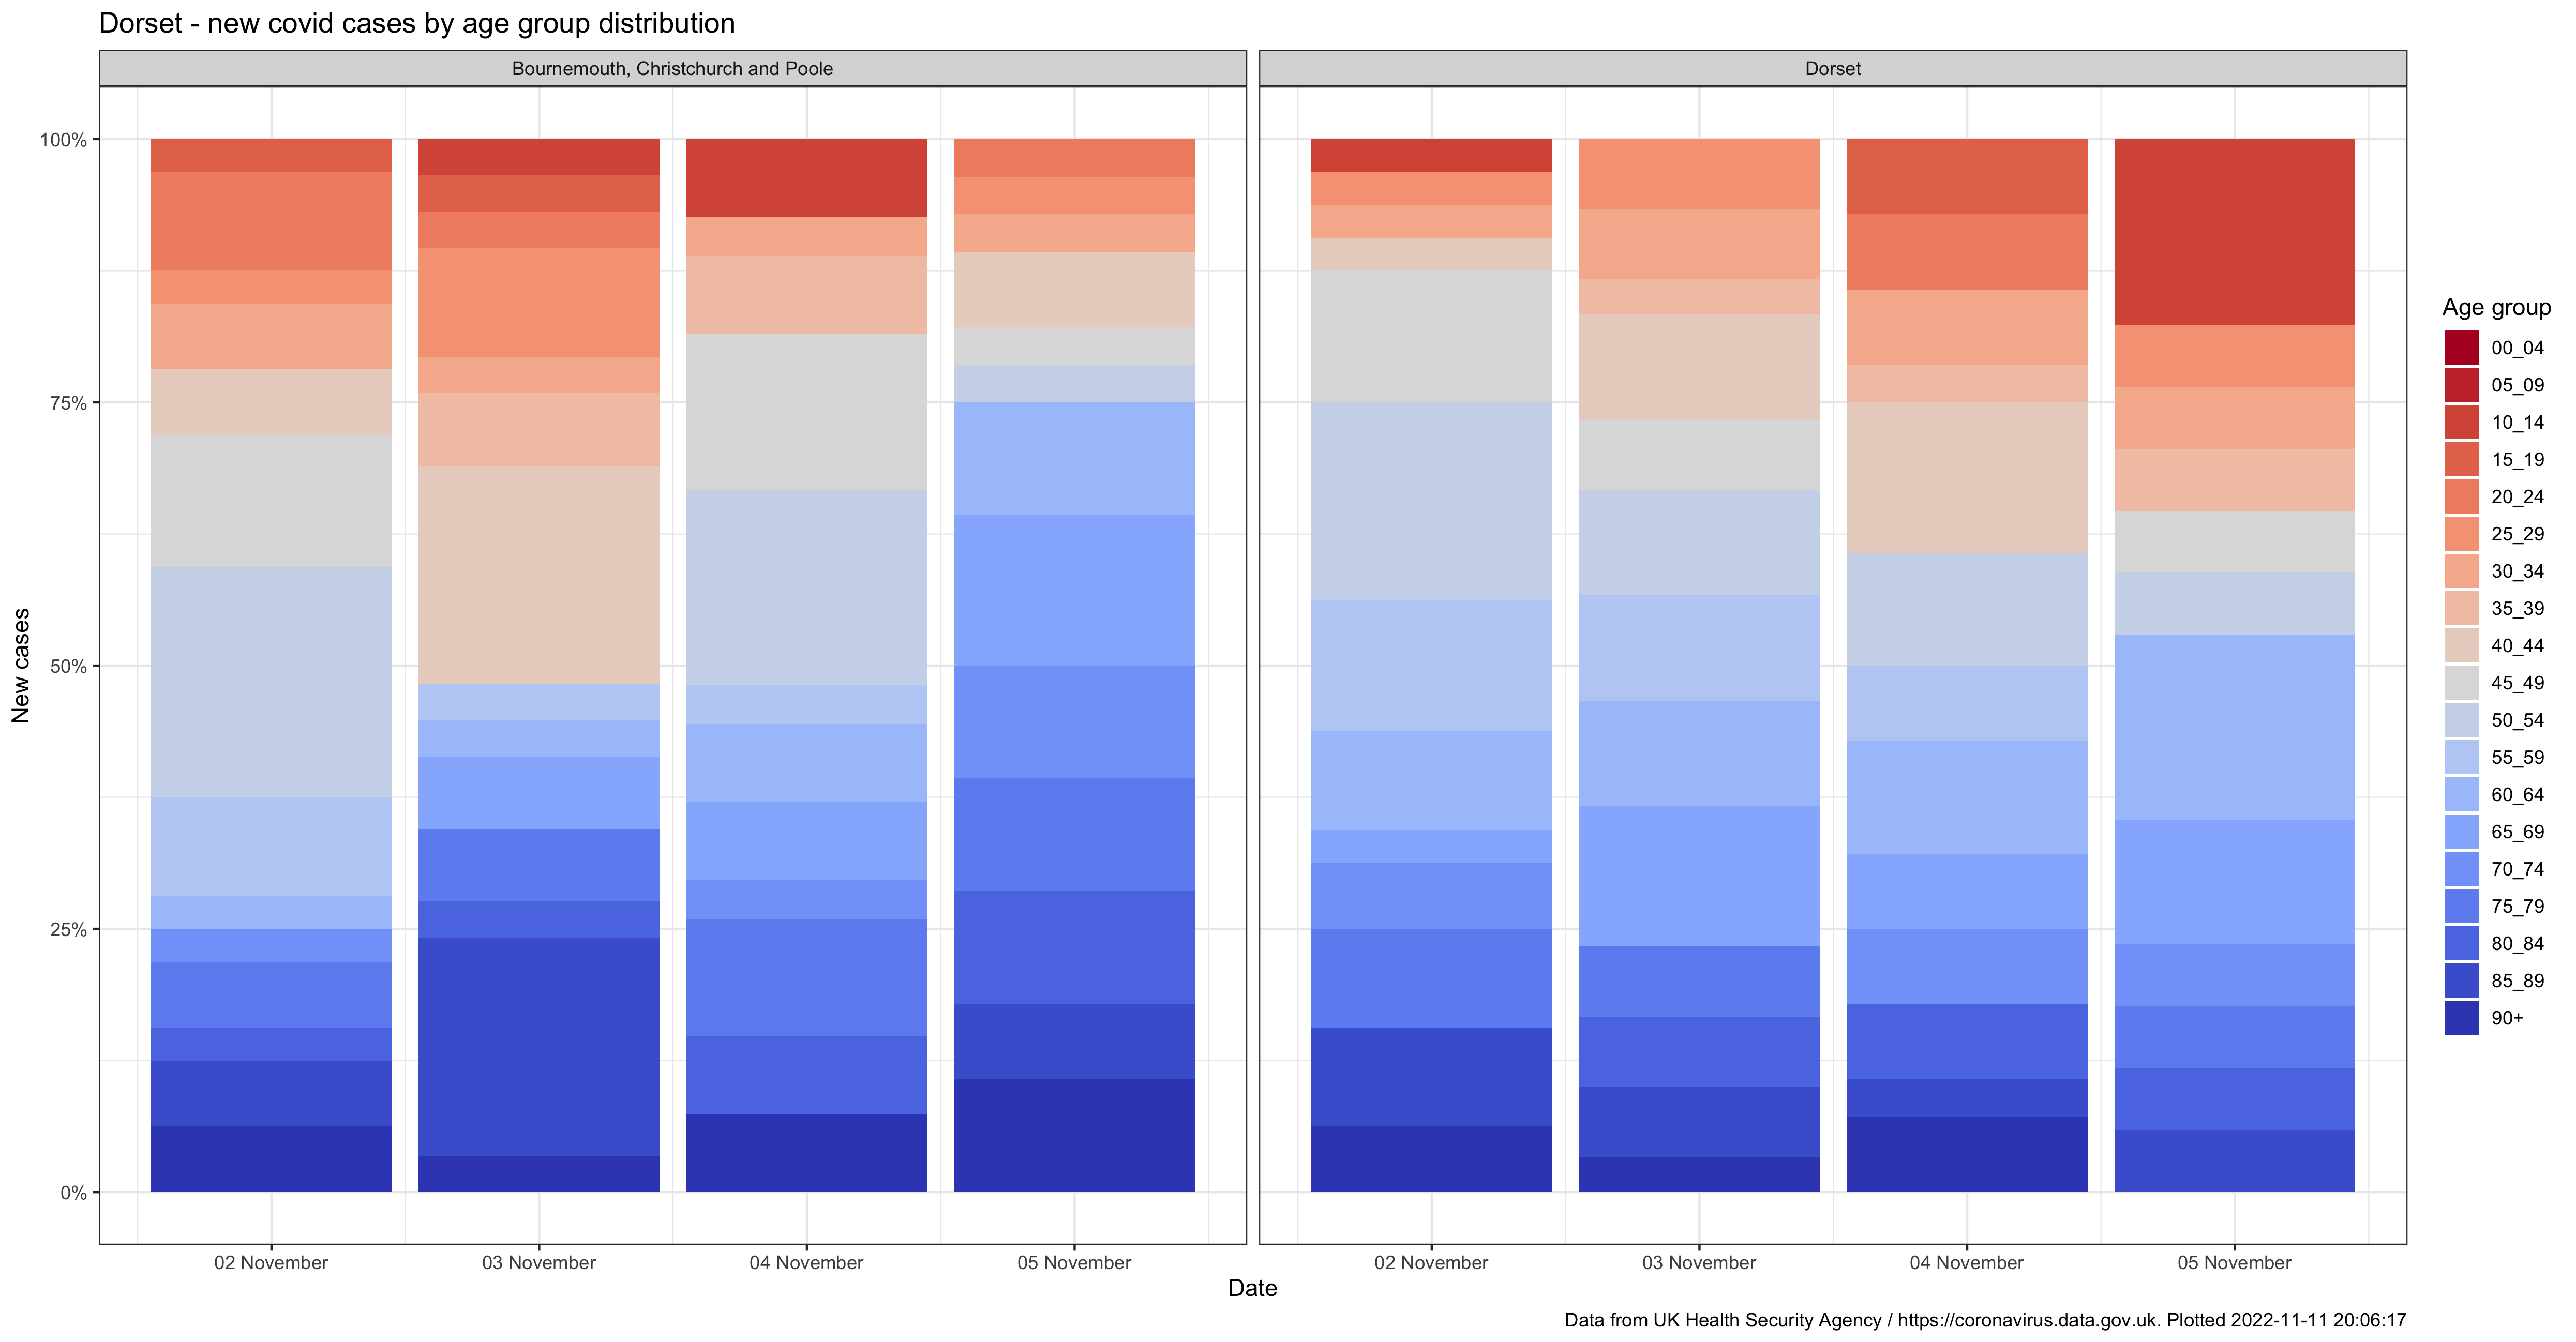 Dorset - new covid cases by age group distribution
Bournemouth, Christchurch and Poole
Dorset
100%
75%
50%
25%
0%
New cases
02 November
03 November
04 November
05 November
02 November
03 November
04 November
05 November
Date
Age group
00_04
05_09
10_14
15_19
20_24
25_29
30_34
35_39
40_44
45_49
50_54
55_59
60_64
65_69
70_74
75_79
80_84
85_89
90+
Data from UK Health Security Agency / https://coronavirus.data.gov.uk. Plotted 2022-11-11 20:06:17